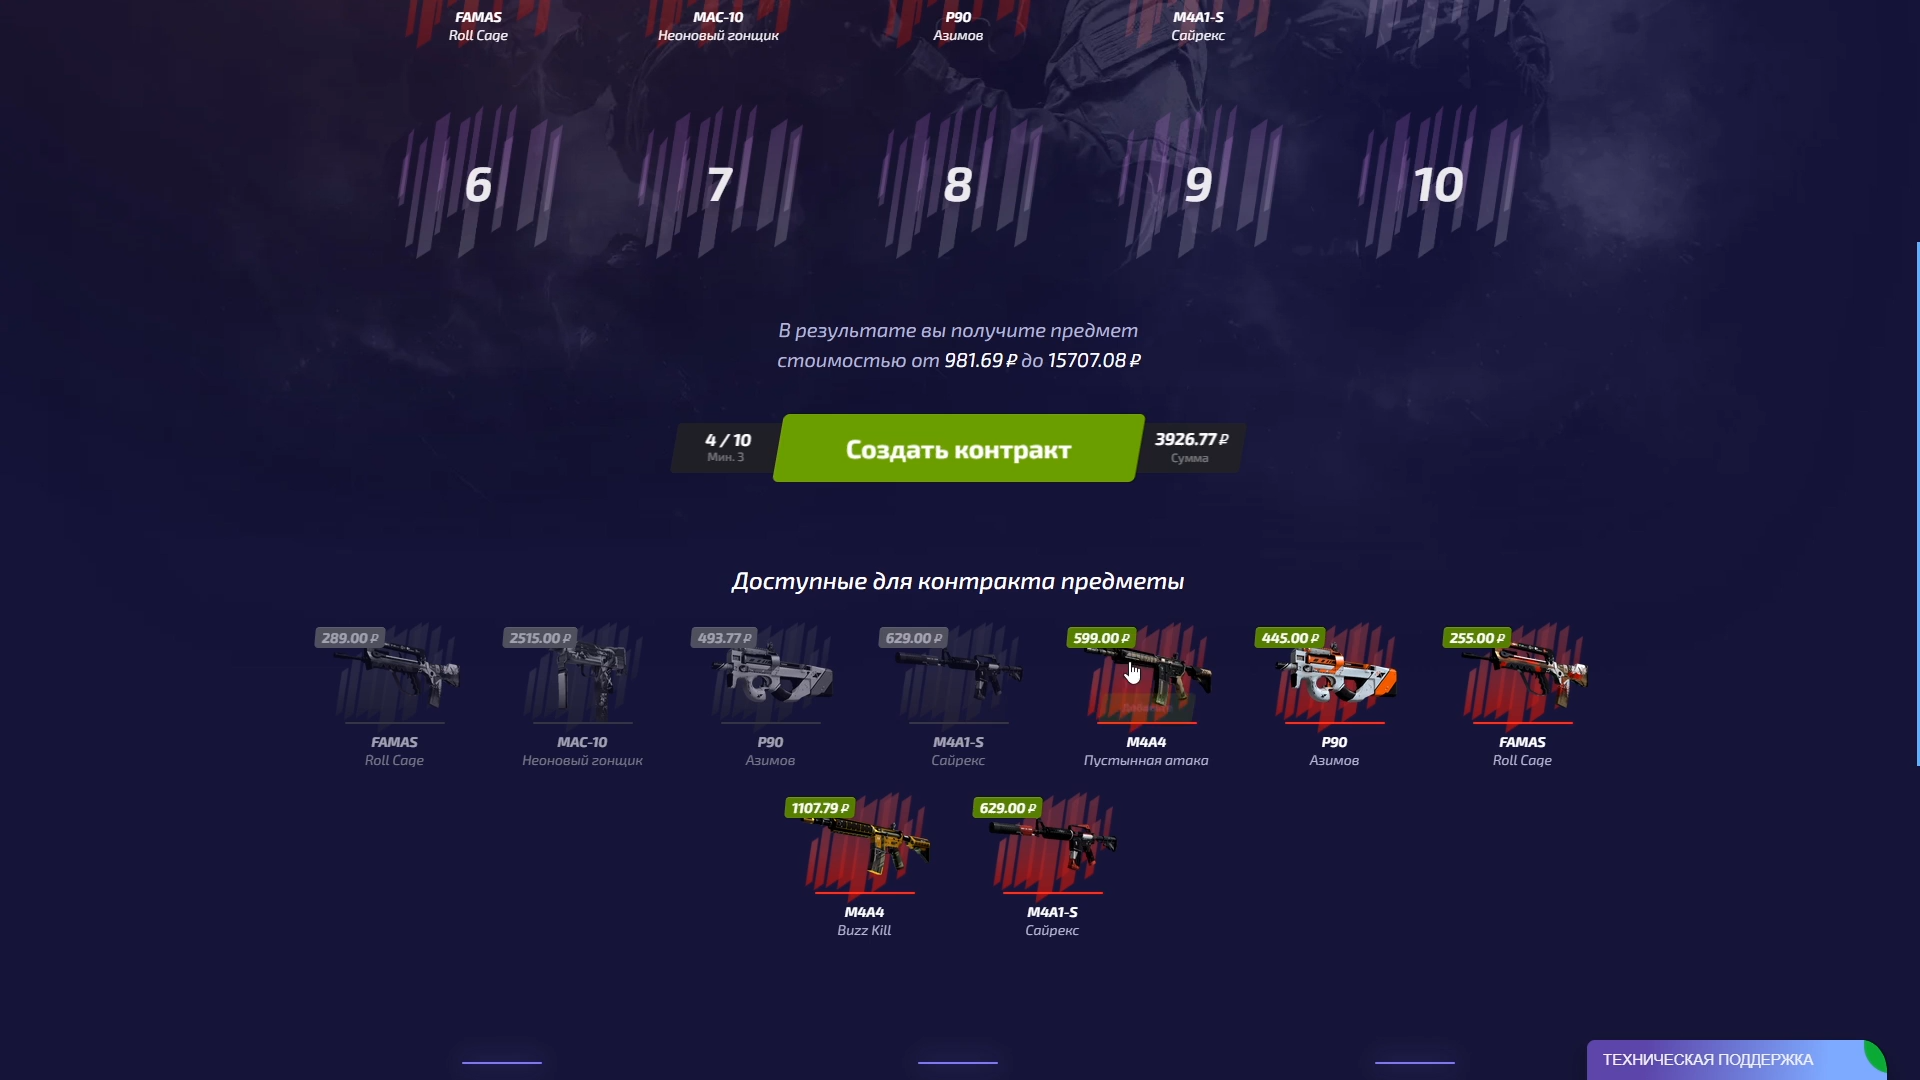 FAMAS
Roll Cage
MAC-10
Неоновый гонщик
P90
Азимов
M4A1-S
Сайрекс
6
7
8
9
10
В результате вы получите предмет
стоимостью от 981.69 ₽ до 15707.08 ₽
4 / 10
Мин. 3
Создать контракт
3926.77 ₽
Сумма
Доступные для контракта предметы
289.00 ₽
FAMAS
Roll Cage
2515.00 ₽
MAC-10
Неоновый гонщик
493.77 ₽
P90
Азимов
629.00 ₽
M4A1-S
Сайрекс
599.00 ₽
M4A4
Пустынная атака
445.00 ₽
P90
Азимов
255.00 ₽
FAMAS
Roll Cage
1107.79 ₽
M4A4
Buzz Kill
629.00 ₽
M4A1-S
Сайрекс
ТЕХНИЧЕСКАЯ ПОДДЕРЖКА